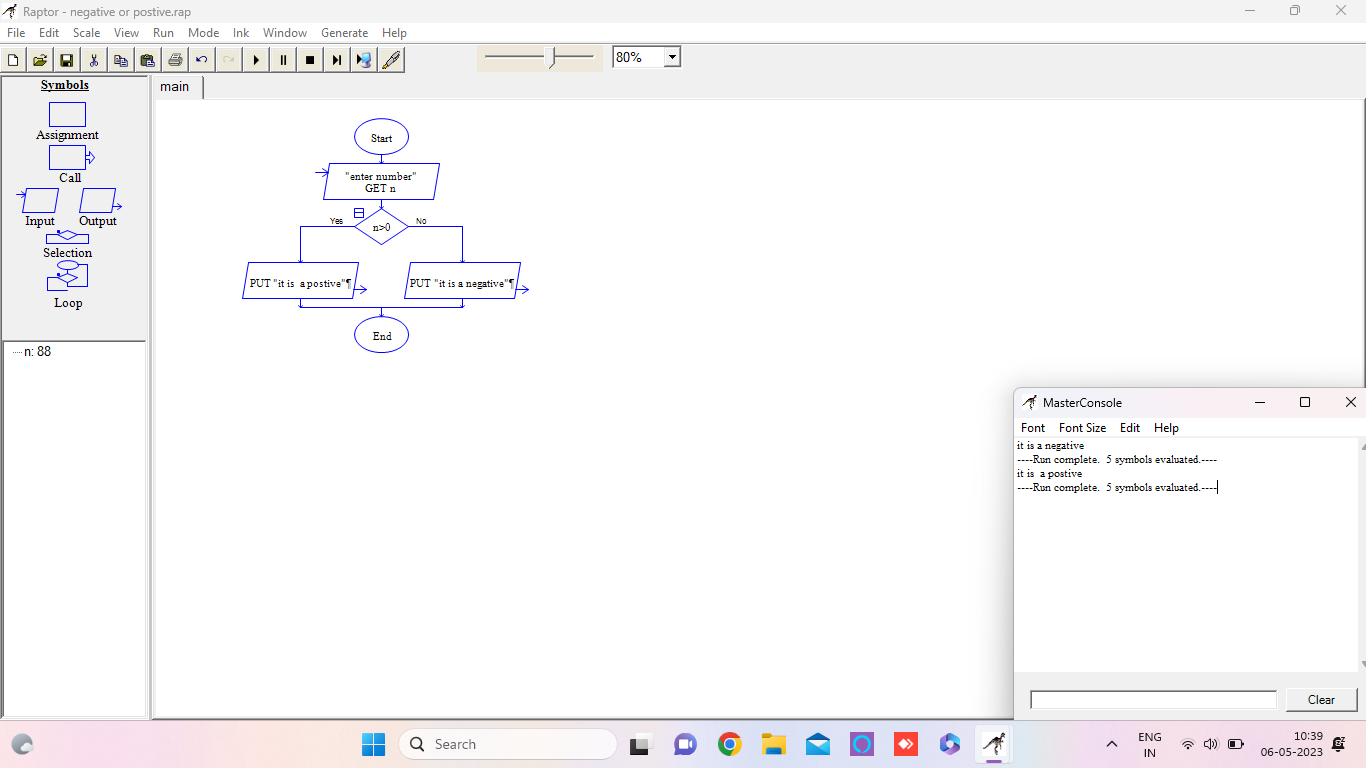 Raptor - negative or postive.rap
File Edit Scale View Run Mode Ink Window Generate Help
80%
Symbols
Assignment
Call
Input Output
Selection
Loop
n: 88
main
Start
"enter number"
GET n
Yes n>0 No
PUT "it is  a postive"¶ PUT "it is a negative"¶
End
MasterConsole
Font Font Size Edit Help
it is a negative
----Run complete.  5 symbols evaluated.----
it is  a postive
----Run complete.  5 symbols evaluated.----
Clear
Search
ENG
IN
10:39
06-05-2023